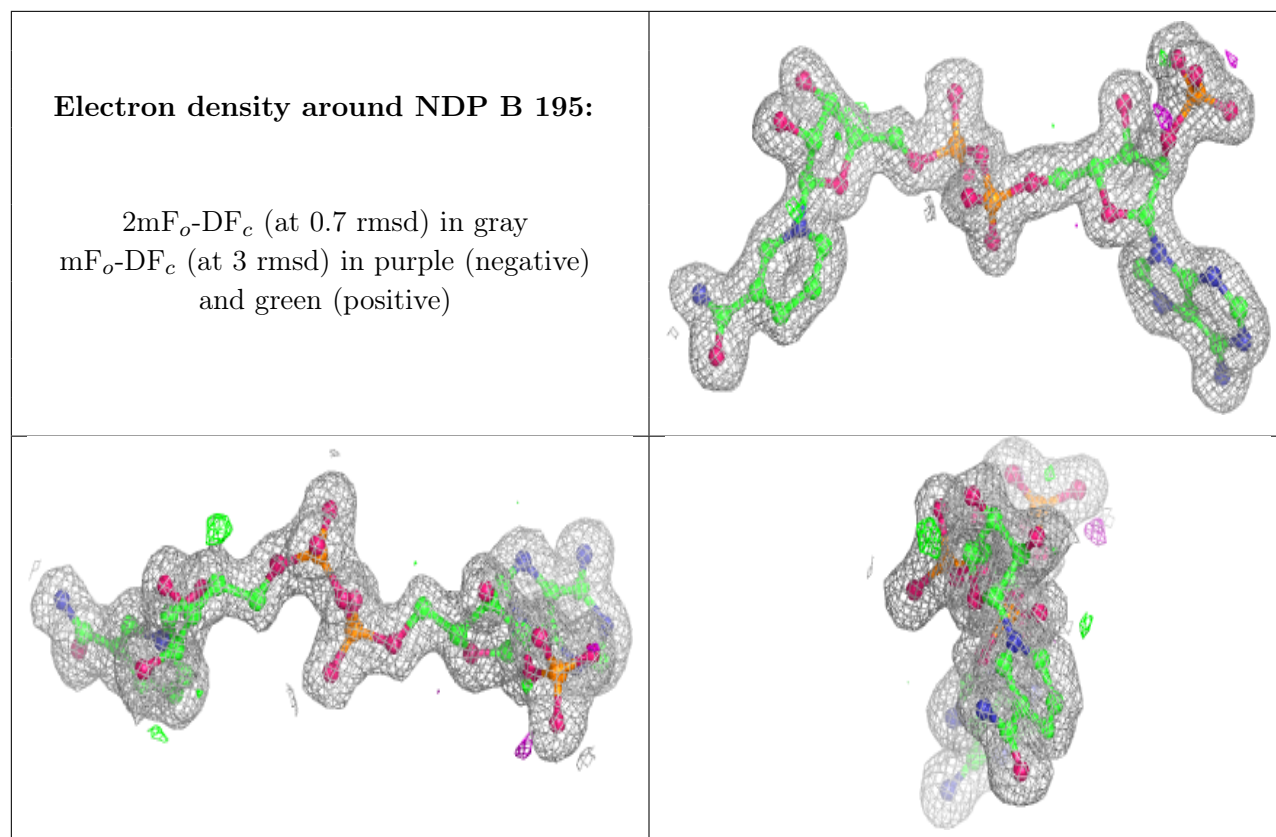 Electron density around NDP B 195:
2mFo-DFc (at 0.7 rmsd) in gray
mFo-DFc (at 3 rmsd) in purple (negative)
and green (positive)